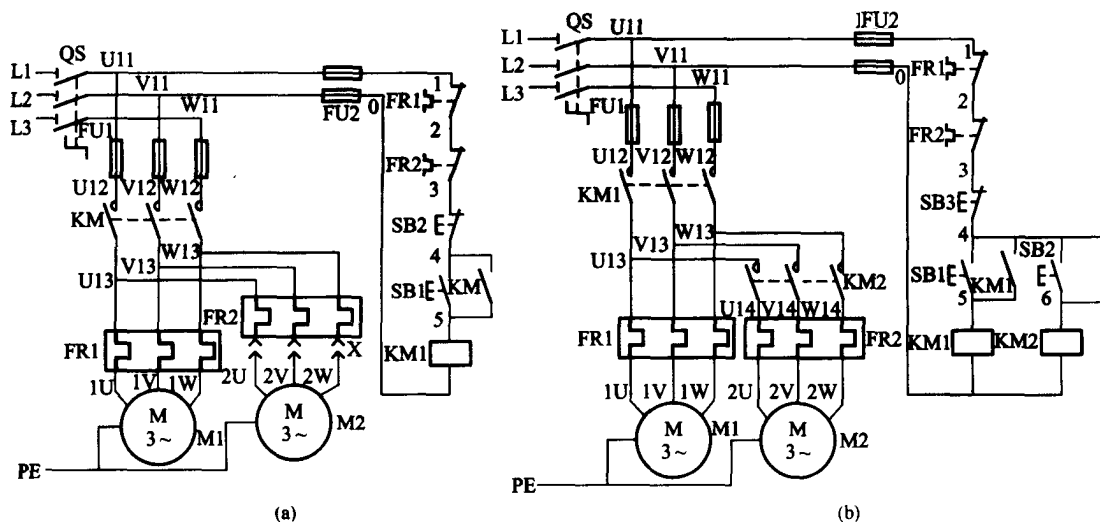 QS
U11
L1
V11
L2
W11
L3
FU1
FU2
0
1
FR1
2
FR2
3
U12
V12
W12
KM
SB2
4
W13
V13
U13
SB1
KM
5
FR2
X
FR1
KM1
1U
1V
1W
2U
2V
2W
M
3~
M1
M
3~
M2
PE
(a)
QS
U11
FU2
L1
V11
L2
W11
0
L3
1
FR1
2
FU1
FR2
U12
V12
W12
3
KM1
SB3
W13
4
V13
U13
SB2
SB1
KM1
KM2
5
6
U14
V14
W14
FR1
FR2
KM1
KM2
1U
1V
1W
2U
2V
2W
M
3~
M1
M
3~
M2
PE
(b)